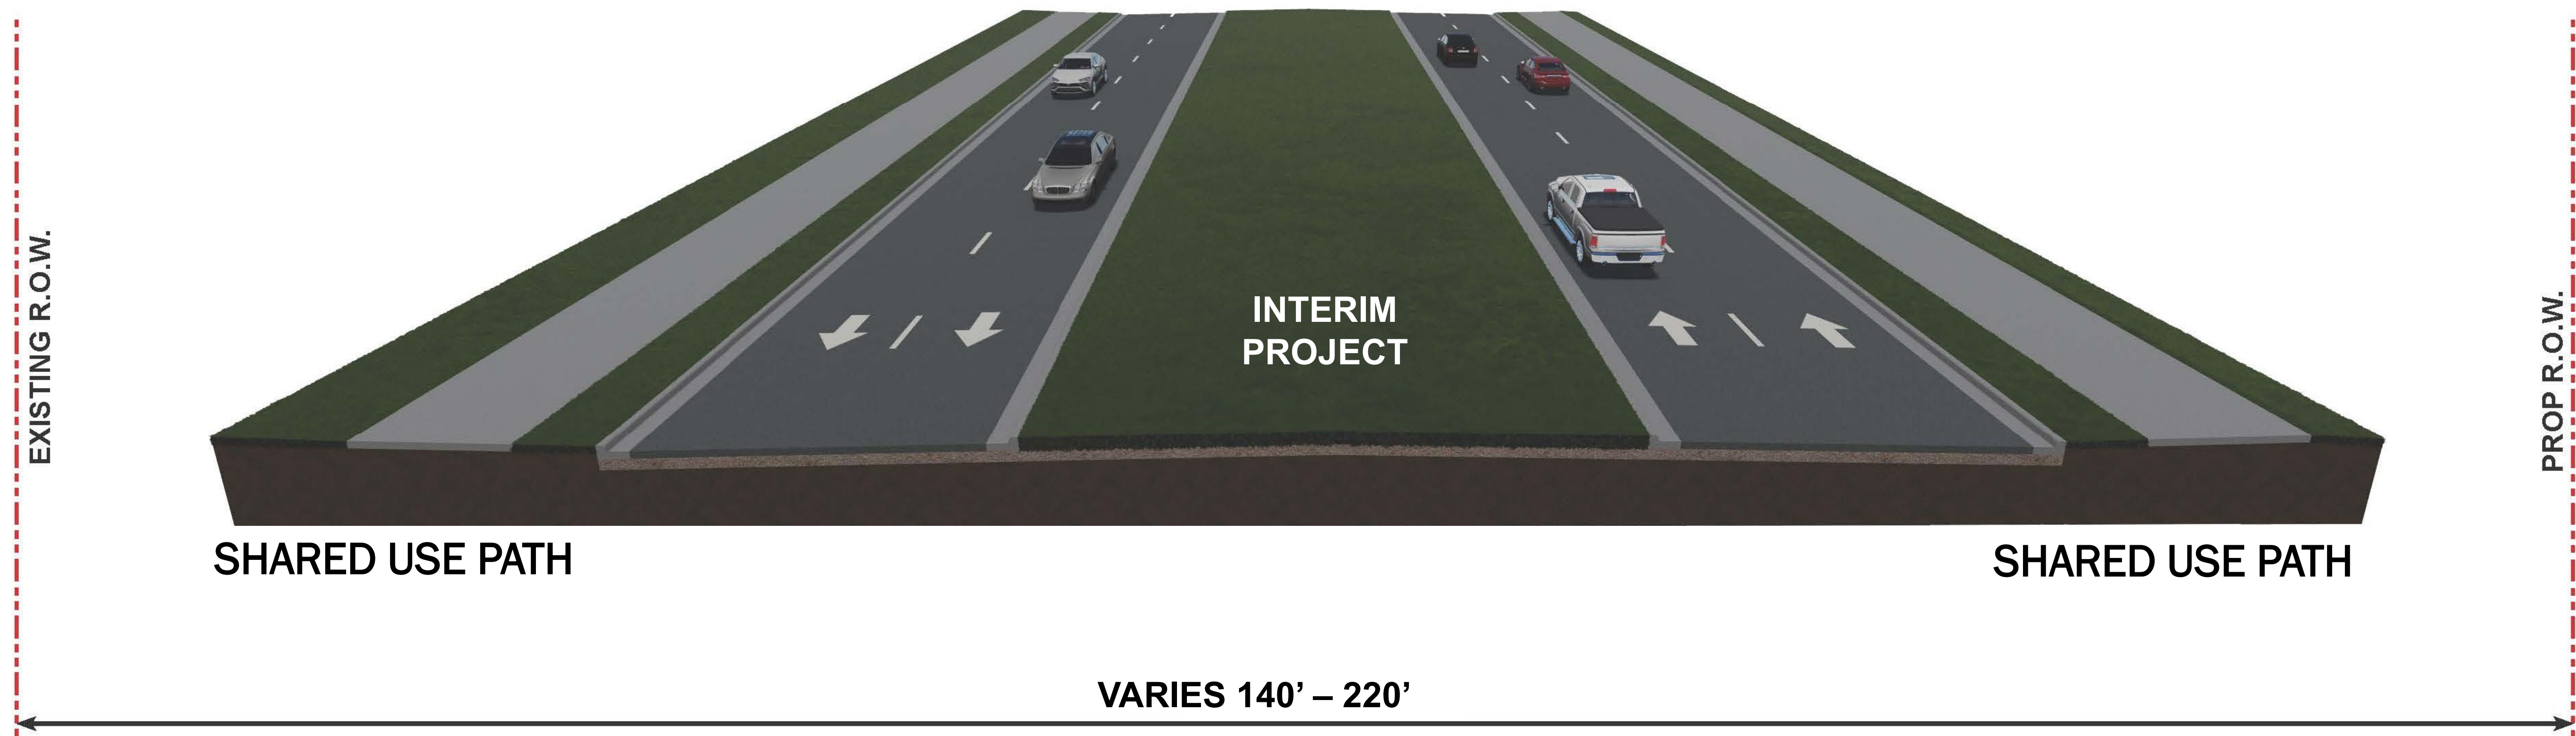 EXISTING R.O.W.
INTERIM
PROJECT
PROP R.O.W.
SHARED USE PATH
SHARED USE PATH
VARIES 140’ – 220’